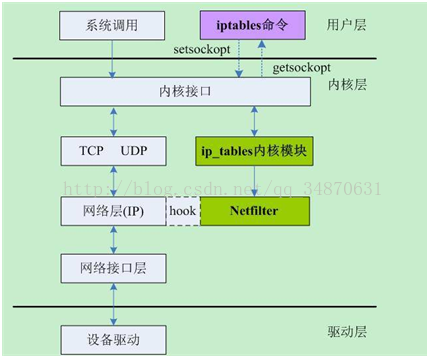 系统调用
iptables命令
用户层
setsockopt
getsockopt
内核层
内核接口
TCP UDP
ip_tables内核模块
http://blog.csdn.net/qq_34870631
网络层(IP)
hook
Netfilter
网络接口层
驱动层
设备驱动